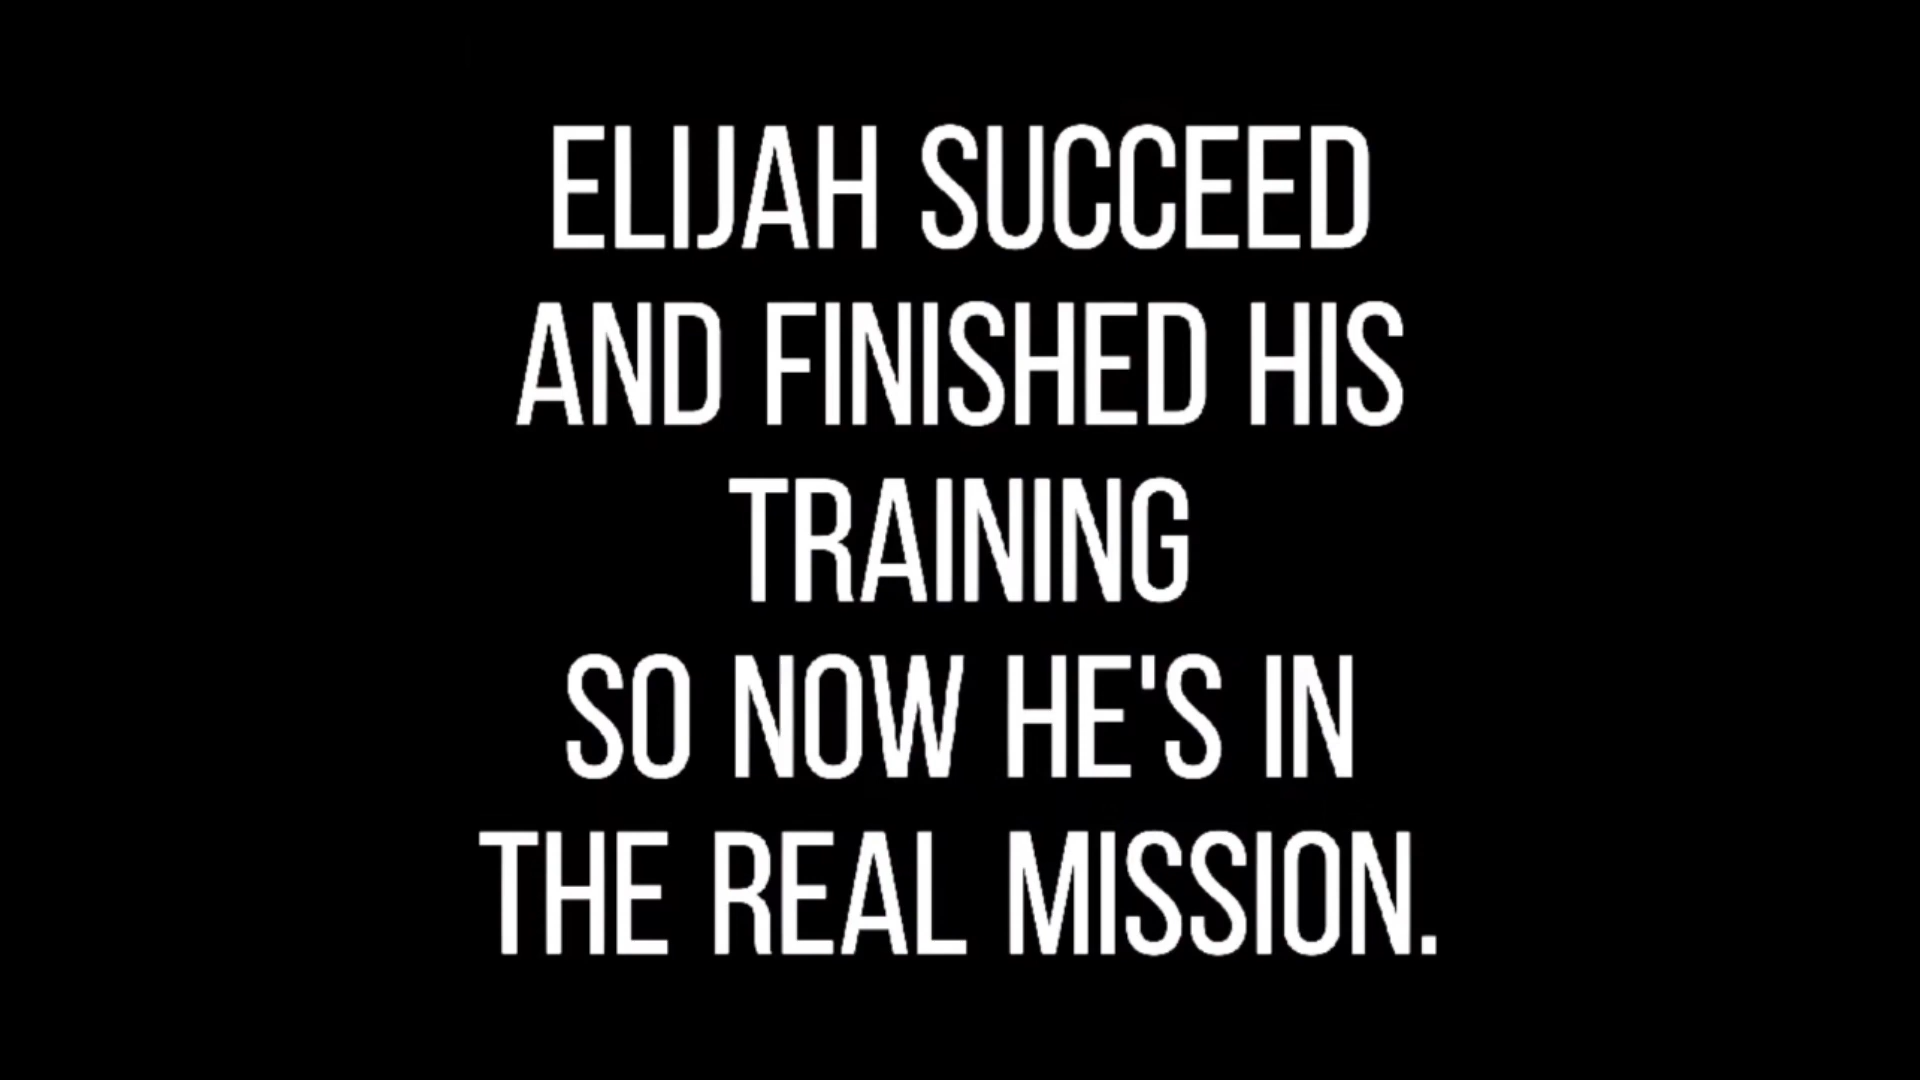 ELIJAH SUCCEED
AND FINISHED HIS
TRAINING
SO NOW HE'S IN
THE REAL MISSION.